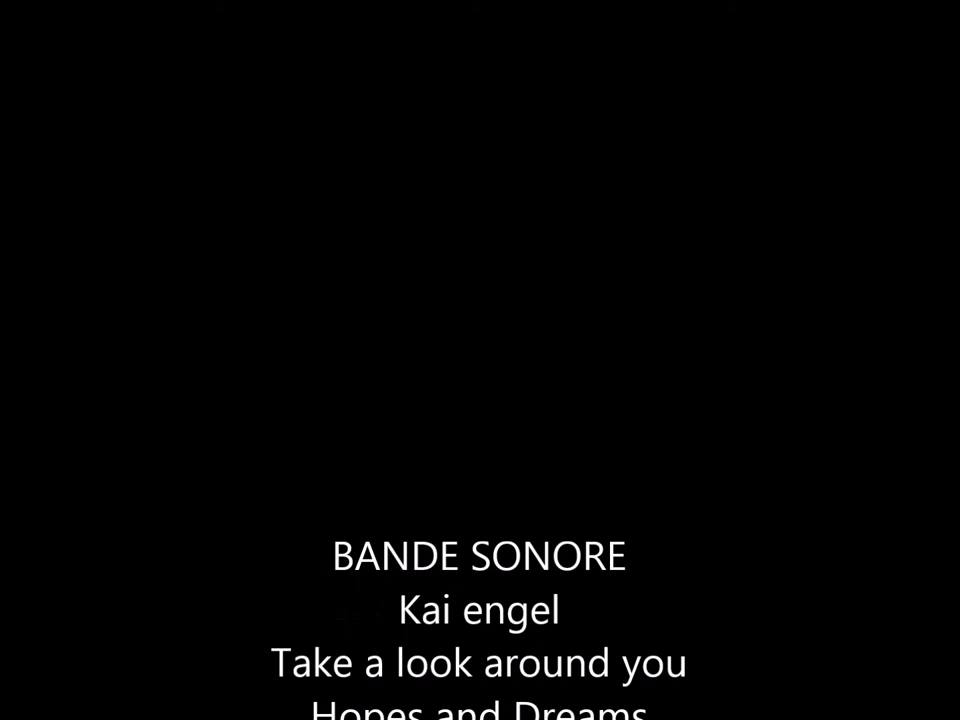 BANDE SONORE
Kai engel
Take a look around you
Hopes and Dreams